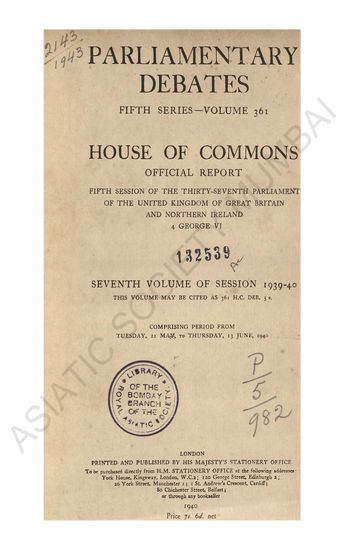 2143.
1943
PARLIAMENTARY
DEBATES
FIFTH SERIES—VOLUME 361
HOUSE OF COMMONS
OFFICIAL REPORT
FIFTH SESSION OF THE THIRTY-SEVENTH PARLIAMENT
OF THE UNITED KINGDOM OF GREAT BRITAIN
AND NORTHERN IRELAND
4 GEORGE VI
132539
SEVENTH VOLUME OF SESSION 1939-40
THIS VOLUME MAY BE CITED AS 361 H.C. DEB. 5 s.
COMPRISING PERIOD FROM
TUESDAY, 21 MAY, TO THURSDAY, 13 JUNE, 1940
P
5
982
LIBRARY
OF THE
BOMBAY
BRANCH
OF THE
ROYAL ASIATIC SOCIETY
LONDON
PRINTED AND PUBLISHED BY HIS MAJESTY'S STATIONERY OFFICE
To be purchased directly from H.M. STATIONERY OFFICE at the following addresses:
York House, Kingsway, London, W.C.2; 120 George Street, Edinburgh 2;
26 York Street, Manchester 1; 1 St. Andrew's Crescent, Cardiff;
80 Chichester Street, Belfast;
or through any bookseller
1940
Price 7s. 6d. net
ASIATIC SOCIETY MUMBAI